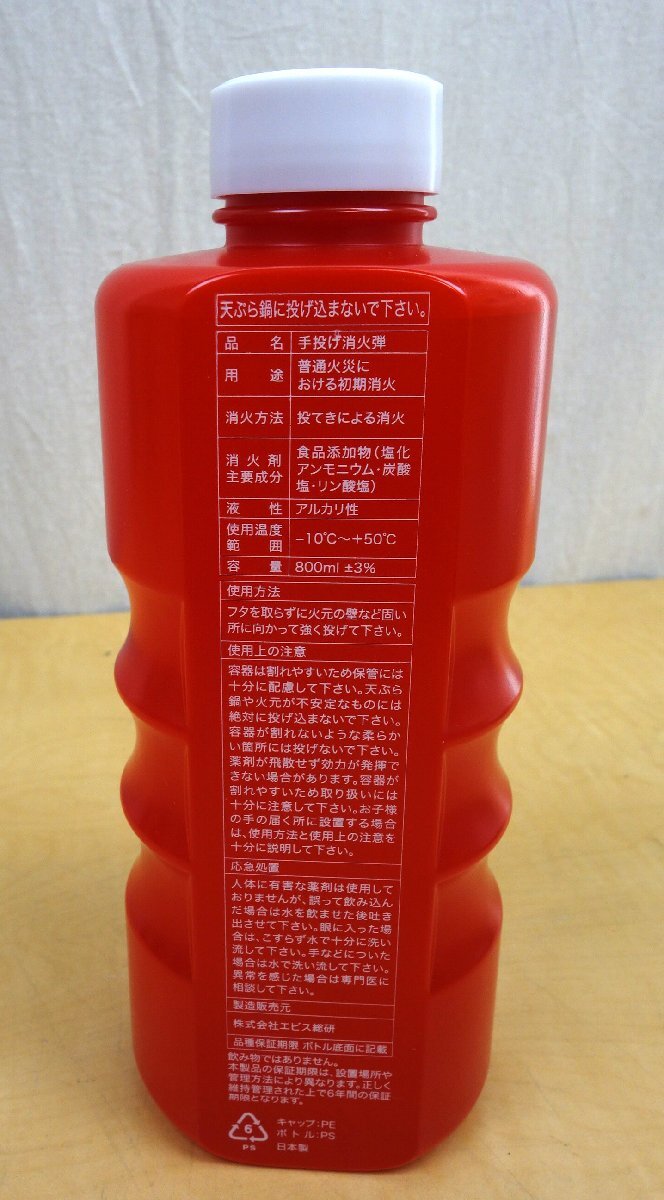 天ぷら鍋に投げ込まないで下さい。
品名 手投げ消火弾
用途 普通火災に
おける初期消火
消火方法 投てきによる消火
消火剤
主要成分 食品添加物(塩化
アンモニウム・炭酸
塩・リン酸塩)
液性 アルカリ性
使用温度
範囲 -10℃～+50℃
容量 800ml ±3%
使用方法
フタを取らずに火元の壁など固い
所に向かって強く投げて下さい。
使用上の注意
容器は割れやすいため保管には
十分に配慮して下さい。天ぷら
鍋や火元が不安定なものには
絶対に投げ込まないで下さい。
容器が割れないような柔らか
い箇所には投げないで下さい。
薬剤が飛散せず効力が発揮で
きない場合があります。容器が
割れやすいため取り扱いには
十分に注意して下さい。お子様
の手の届く所に設置する場合
は、使用方法と使用上の注意を
十分に説明して下さい。
応急処置
人体に有害な薬剤は使用して
おりませんが、誤って飲み込ん
だ場合は水を飲ませた後吐き
出させて下さい。眼に入った場
合は、こすらず水で十分に洗い
流して下さい。手などについた
場合は水で洗い流して下さい。
異常を感じた場合は専門医に
相談して下さい。
製造販売元
株式会社エビス総研
品種保証期限 ボトル底面に記載
飲み物ではありません。
本製品の保証期限は、設置場所や
管理方法により異なります。正しく
維持管理された上で6年間の保証
期限となります。
6
PS
キャップ:PE
ボトル:PS
日本製